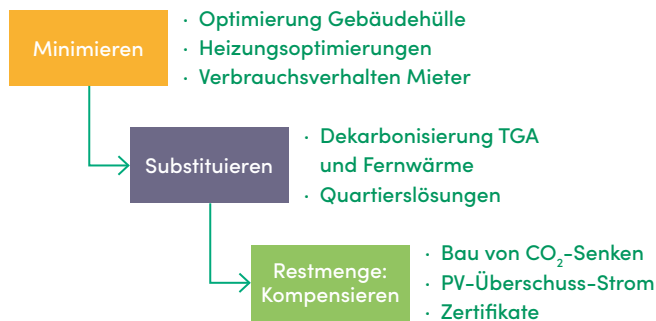 Minimieren
· Optimierung Gebäudehülle
· Heizungsoptimierungen
· Verbrauchsverhalten Mieter
Substituieren
· Dekarbonisierung TGA
und Fernwärme
· Quartierslösungen
Restmenge:
Kompensieren
· Bau von CO₂-Senken
· PV-Überschuss-Strom
· Zertifikate